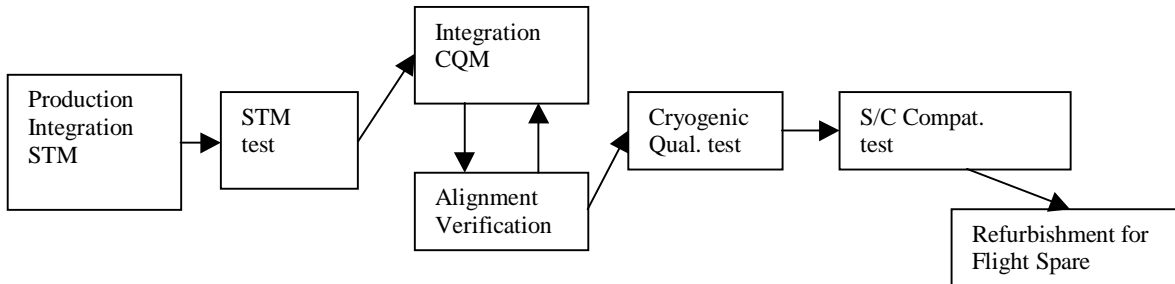 Production
Integration
STM
STM
test
Integration
CQM
Alignment
Verification
Cryogenic
Qual. test
S/C Compat.
test
Refurbishment for
Flight Spare